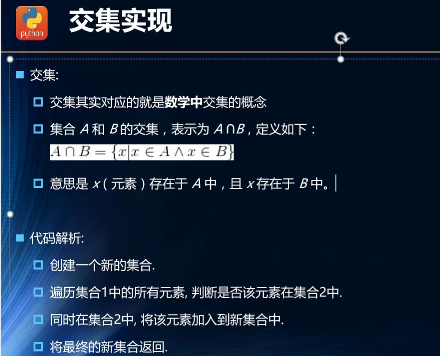 python
交集实现
交集:
交集其实对应的就是数学中交集的概念
集合 A 和 B 的交集，表示为 A ∩B，定义如下：
A ∩ B = {x|x ∈ A ∧ x ∈ B}
意思是 x（元素）存在于 A 中，且 x 存在于 B 中。
代码解析:
创建一个新的集合.
遍历集合1中的所有元素, 判断是否该元素在集合2中.
同时在集合2中, 将该元素加入到新集合中.
将最终的新集合返回.